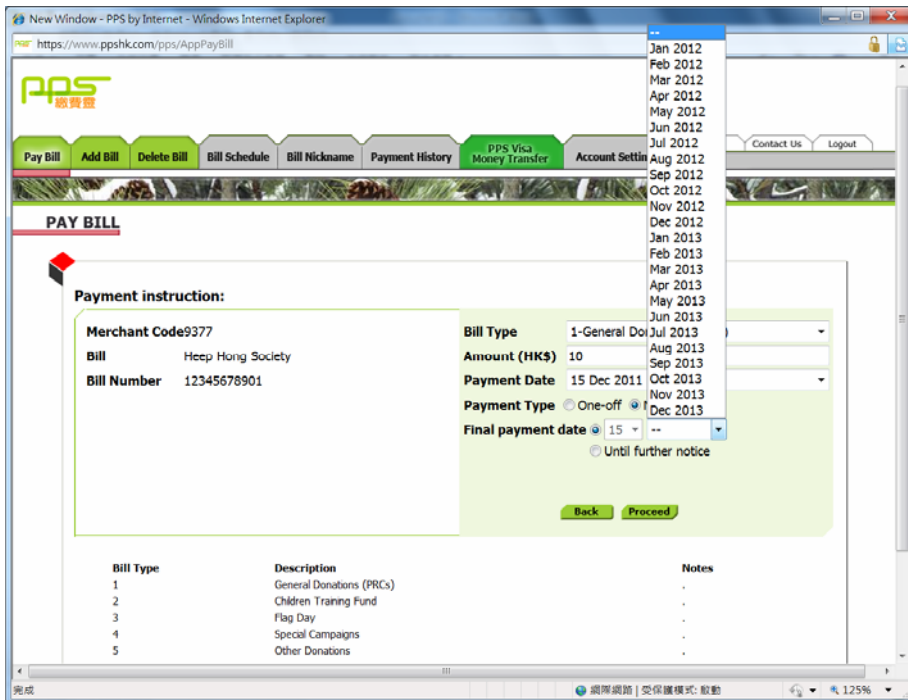 New Window - PPS by Internet - Windows Internet Explorer
https://www.ppshk.com/pps/AppPayBill
pps
繳費靈
Pay Bill
Add Bill
Delete Bill
Bill Schedule
Bill Nickname
Payment History
PPS Visa
Money Transfer
Account Settin
Contact Us
Logout
--
Jan 2012
Feb 2012
Mar 2012
Apr 2012
May 2012
Jun 2012
Jul 2012
Aug 2012
Sep 2012
Oct 2012
Nov 2012
Dec 2012
Jan 2013
Feb 2013
Mar 2013
Apr 2013
May 2013
Jun 2013
Jul 2013
Aug 2013
Sep 2013
Oct 2013
Nov 2013
Dec 2013
PAY BILL
Payment instruction:
Merchant Code9377
Bill Heep Hong Society
Bill Number 12345678901
Bill Type 1-General Do )
Amount (HK$) 10
Payment Date 15 Dec 2011
Payment Type One-off
Final payment date 15 --
Until further notice
Back Proceed
Bill Type Description Notes
1 General Donations (PRCs) .
2 Children Training Fund .
3 Flag Day .
4 Special Campaigns .
5 Other Donations .
完成
網際網路 | 受保護模式: 啟動
125%